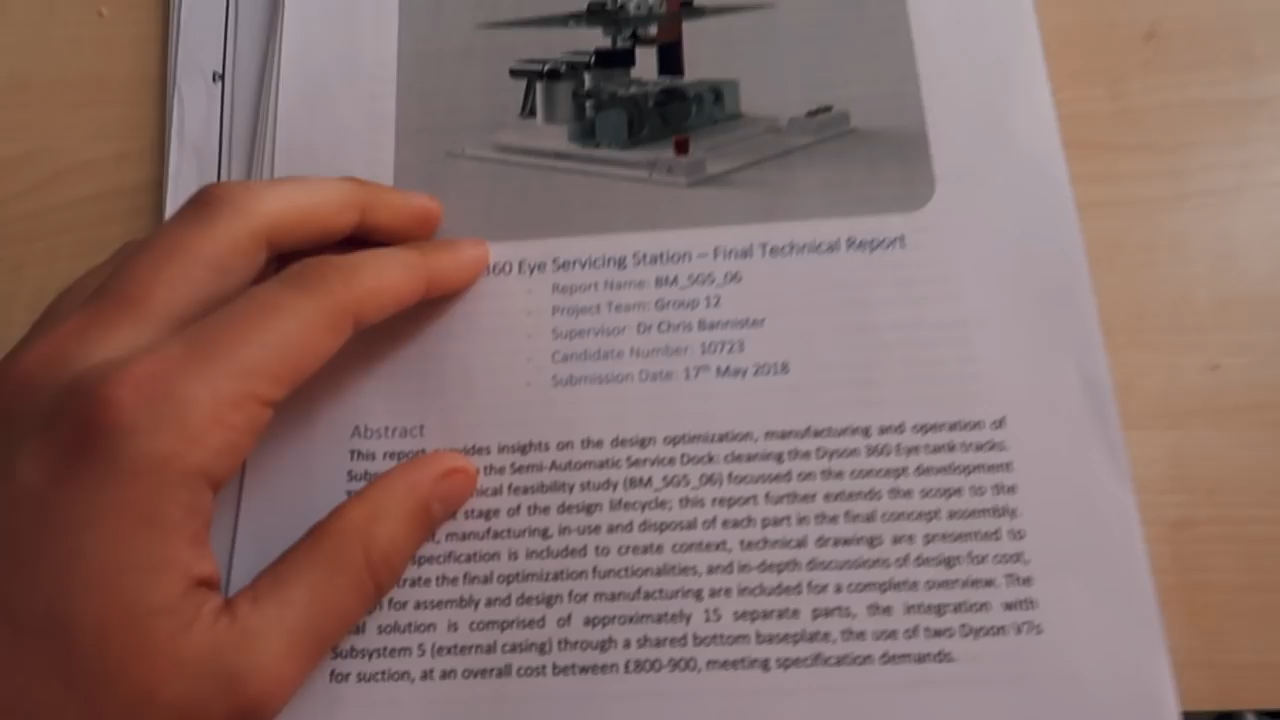 360 Eye Servicing Station – Final Technical Report
- Report Name: BM_SG5_06
- Project Team: Group 12
- Supervisor: Dr Chris Bannister
- Candidate Number: 10723
- Submission Date: 17th May 2018
Abstract
This report provides insights on the design optimization, manufacturing and operation of
the Semi-Automatic Service Dock: cleaning the Dyson 360 Eye tank tracks.
feasibility study (BM_SG5_06) focussed on the concept development
stage of the design lifecycle; this report further extends the scope to the
manufacturing, in-use and disposal of each part in the final concept assembly.
specification is included to create context, technical drawings are presented to
the final optimization functionalities, and in-depth discussions of design for cost,
for assembly and design for manufacturing are included for a complete overview. The
solution is comprised of approximately 15 separate parts, the integration with
Subsystem 5 (external casing) through a shared bottom baseplate, the use of two Dyson V7s
for suction, at an overall cost between £800-900, meeting specification demands.